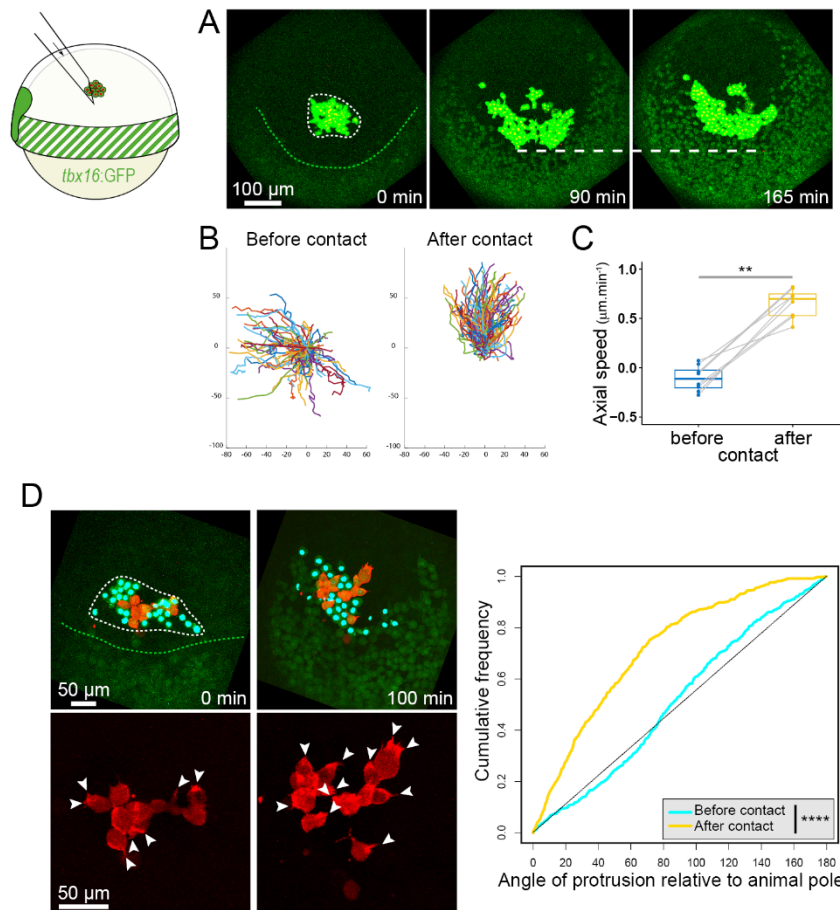 A
tbx16:GFP
100 µm
0 min
90 min
165 min
B
Before contact
After contact
50
0
-50
-100
-80
-60
-40
-20
0
20
40
60
50
0
-50
-100
-80
-60
-40
-20
0
20
40
60
C
**
Axial speed (µm.min-1)
1.0
0.5
0.0
−0.5
before
after
contact
D
50 µm
0 min
100 min
50 µm
Cumulative frequency
1.0
0.8
0.6
0.4
0.2
0.0
Before contact
After contact
****
0
20
40
60
80
100
120
140
160
180
Angle of protrusion relative to animal pole